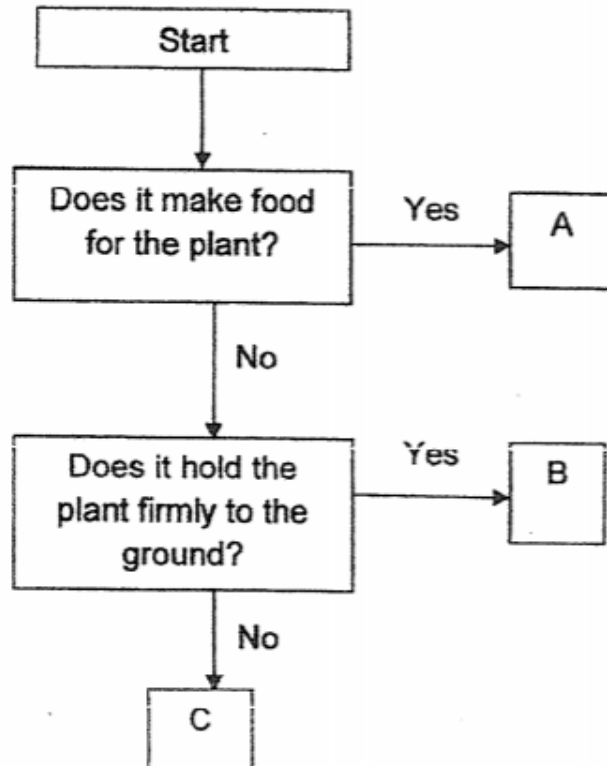 Start
Does it make food
for the plant?
Yes
A
No
Does it hold the
plant firmly to the
ground?
Yes
B
No
C